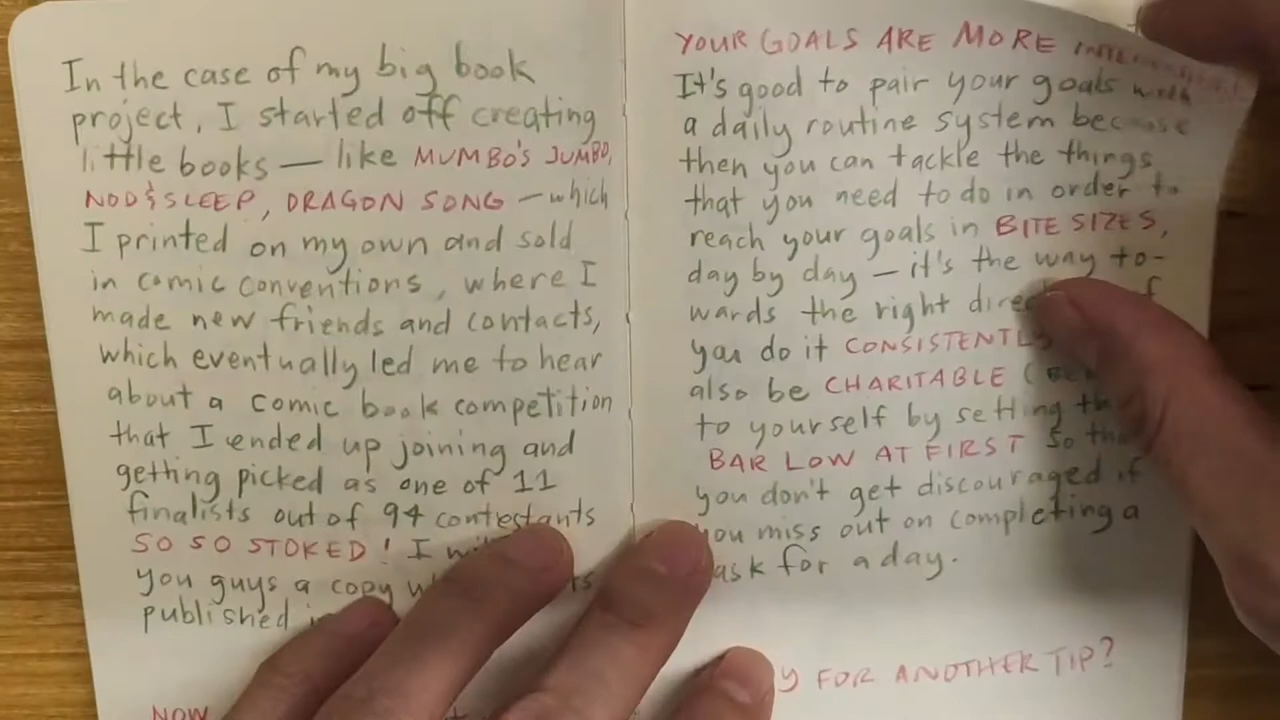 In the case of my big book
project, I started off creating
little books — like MUMBO'S JUMBO,
NOD & SLEEP, DRAGON SONG — which
I printed on my own and sold
in comic conventions, where I
made new friends and contacts,
which eventually led me to hear
about a comic book competition
that I ended up joining and
getting picked as one of 11
finalists out of 94 contestants
SO SO STOKED! I
you guys a copy
published
NOW
YOUR GOALS ARE MORE
It's good to pair your goals with
a daily routine system because
then you can tackle the things
that you need to do in order to
reach your goals in BITE SIZES,
day by day — it's the way to-
wards the right
you do it CONSISTENTLY
also be CHARITABLE
to yourself by setting
BAR LOW AT FIRST so
you don't get discouraged if
you miss out on completing a
task for a day.
FOR ANOTHER TIP?